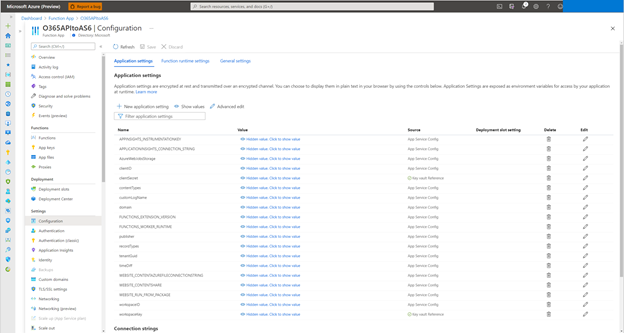 Microsoft Azure (Preview)
Report a bug
Search resources, services, and docs (G+/)
Dashboard > Function App > O365APItoAS6
O365APItoAS6 | Configuration
Function App
Directory: Microsoft
Search (Ctrl+/)
Refresh
Save
Discard
Overview
Activity log
Access control (IAM)
Tags
Diagnose and solve problems
Security
Events (preview)
Functions
Functions
App keys
App files
Proxies
Deployment
Deployment slots
Deployment Center
Settings
Configuration
Authentication
Authentication (classic)
Application Insights
Identity
Backups
Custom domains
TLS/SSL settings
Networking
Networking (preview)
Scale up (App Service plan)
Scale out
Application settings
Function runtime settings
General settings
Application settings
Application settings are encrypted at rest and transmitted over an encrypted channel. You can choose to display them in plain text in your browser by using the controls below. Application Settings are exposed as environment variables for access by your application
at runtime. Learn more
New application setting
Show values
Advanced edit
Filter application settings
Name Value Source Deployment slot setting Delete Edit
APPINSIGHTS_INSTRUMENTATIONKEY Hidden value. Click to show value App Service Config
APPLICATIONINSIGHTS_CONNECTION_STRING Hidden value. Click to show value App Service Config
AzureWebJobsStorage Hidden value. Click to show value App Service Config
clientID Hidden value. Click to show value App Service Config
clientSecret Hidden value. Click to show value Key vault Reference
contentTypes Hidden value. Click to show value App Service Config
customLogName Hidden value. Click to show value App Service Config
domain Hidden value. Click to show value App Service Config
FUNCTIONS_EXTENSION_VERSION Hidden value. Click to show value App Service Config
FUNCTIONS_WORKER_RUNTIME Hidden value. Click to show value App Service Config
publisher Hidden value. Click to show value App Service Config
recordTypes Hidden value. Click to show value App Service Config
tenantGuid Hidden value. Click to show value App Service Config
timeDiff Hidden value. Click to show value App Service Config
WEBSITE_CONTENTAZUREFILECONNECTIONSTRING Hidden value. Click to show value App Service Config
WEBSITE_CONTENTSHARE Hidden value. Click to show value App Service Config
WEBSITE_RUN_FROM_PACKAGE Hidden value. Click to show value App Service Config
workspaceID Hidden value. Click to show value App Service Config
workspaceKey Hidden value. Click to show value Key vault Reference
Connection strings